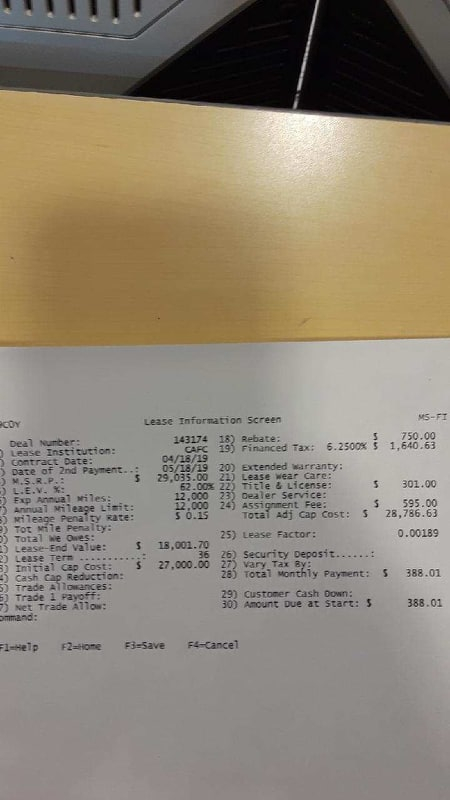 Lease Information Screen MS-FI
Deal Number: 143174 18) Rebate: $ 750.00
) Lease Institution: CAFC 19) Financed Tax: 6.2500% $ 1,640.63
) Contract Date: 04/18/19
) Date of 2nd Payment..: 05/18/19 20) Extended Warranty:
) M.S.R.P.: $ 29,035.00 21) Lease Wear Care:
) L.E.V. %: 62.00% 22) Title & License: $ 301.00
) Exp Annual Miles: 12,000 23) Dealer Service:
) Annual Mileage Limit: 12,000 24) Assignment Fee: $ 595.00
) Mileage Penalty Rate: $ 0.15 Total Adj Cap Cost: $ 28,786.63
) Tot Mile Penalty:
) Total We Owes: 25) Lease Factor: 0.00189
) Lease-End Value: $ 18,001.70
) Lease Term ...........: 36 26) Security Deposit......:
) Initial Cap Cost: $ 27,000.00 27) Vary Tax By:
) Cash Cap Reduction: 28) Total Monthly Payment: $ 388.01
) Trade Allowances:
) Trade 1 Payoff: 29) Customer Cash Down:
) Net Trade Allow: 30) Amount Due at Start: $ 388.01
ommand:
F1=Help F2=Home F3=Save F4=Cancel